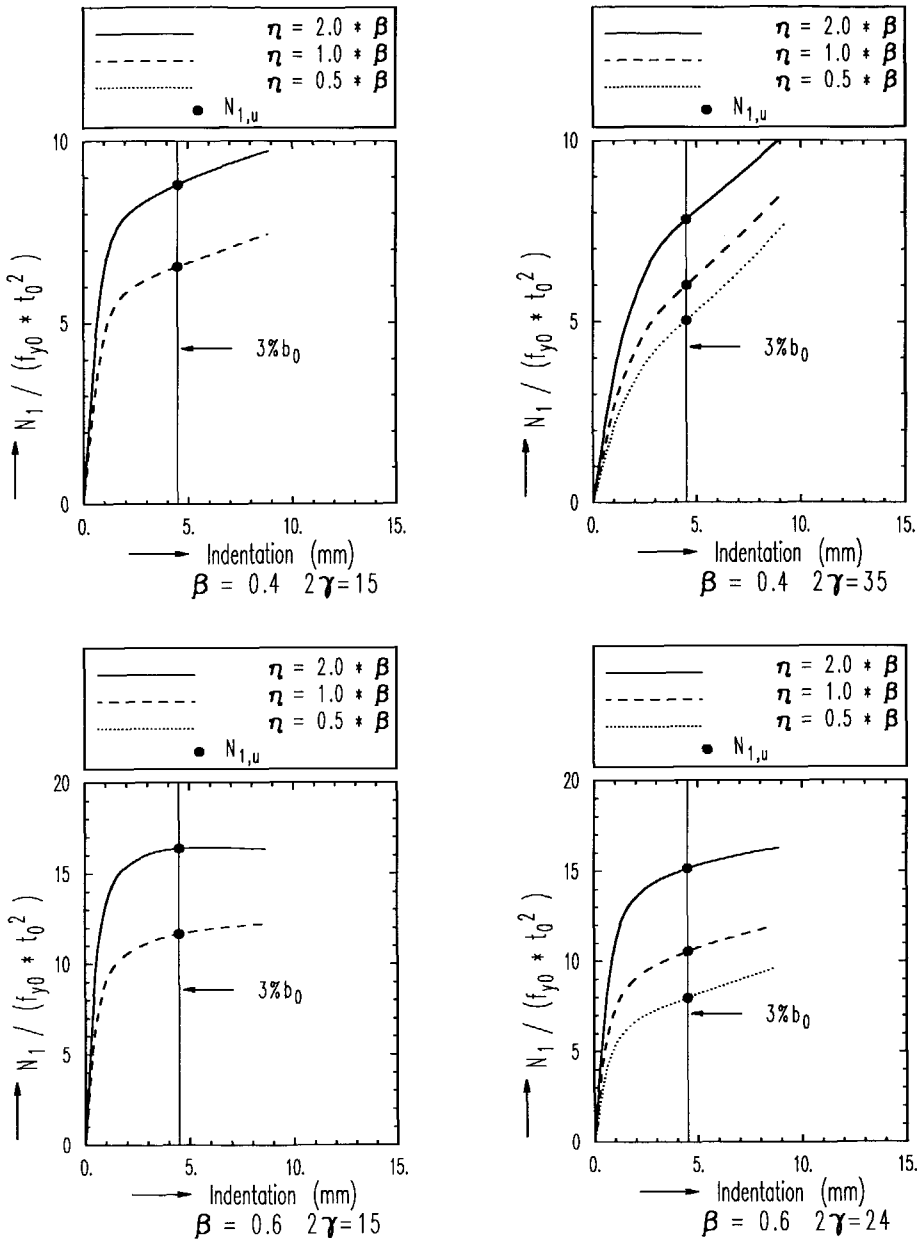 η = 2.0 * β
η = 1.0 * β
η = 0.5 * β
N1,u
10
5
0
N1 / (fy0 * t0^2)
3%b0
0. 5. 10. 15.
Indentation (mm)
β = 0.4 2γ=15
η = 2.0 * β
η = 1.0 * β
η = 0.5 * β
N1,u
10
5
0
N1 / (fy0 * t0^2)
3%b0
0. 5. 10. 15.
Indentation (mm)
β = 0.4 2γ=35
η = 2.0 * β
η = 1.0 * β
η = 0.5 * β
N1,u
20
15
10
5
0
N1 / (fy0 * t0^2)
3%b0
0. 5. 10. 15.
Indentation (mm)
β = 0.6 2γ=15
η = 2.0 * β
η = 1.0 * β
η = 0.5 * β
N1,u
20
15
10
5
0
N1 / (fy0 * t0^2)
3%b0
0. 5. 10. 15.
Indentation (mm)
β = 0.6 2γ=24